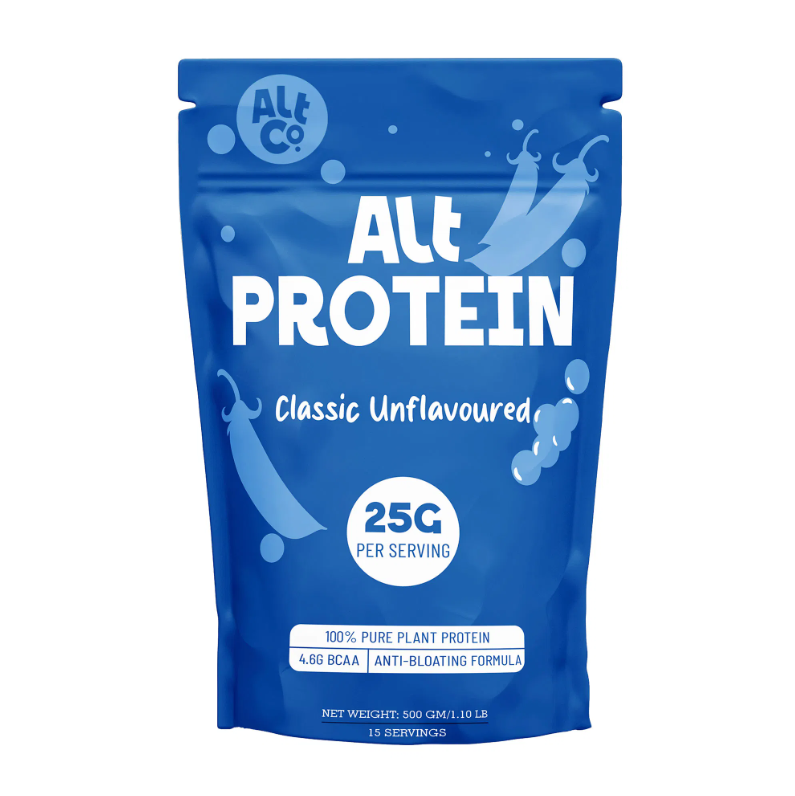 ALt
Co.
ALt
PROTEIN
Classic Unflavoured
25G
PER SERVING
100% PURE PLANT PROTEIN
4.6G BCAA | ANTI-BLOATING FORMULA
NET WEIGHT: 500 GM/1.10 LB
15 SERVINGS